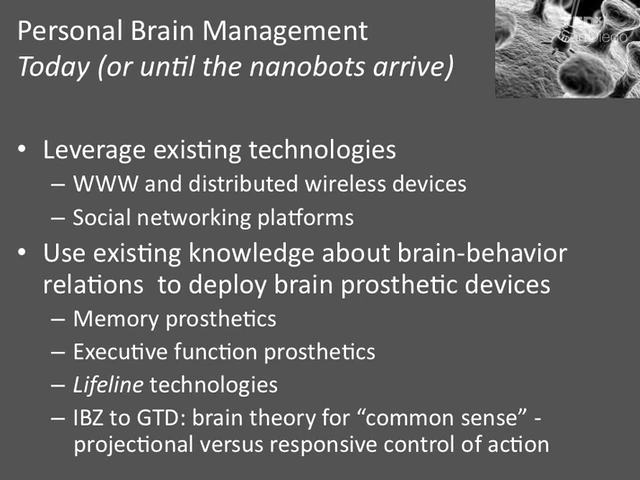 Personal Brain Management
Today (or until the nanobots arrive)
• Leverage existing technologies
– WWW and distributed wireless devices
– Social networking platforms
• Use existing knowledge about brain-behavior
relations to deploy brain prosthetic devices
– Memory prosthetics
– Executive function prosthetics
– Lifeline technologies
– IBZ to GTD: brain theory for “common sense” -
projectional versus responsive control of action